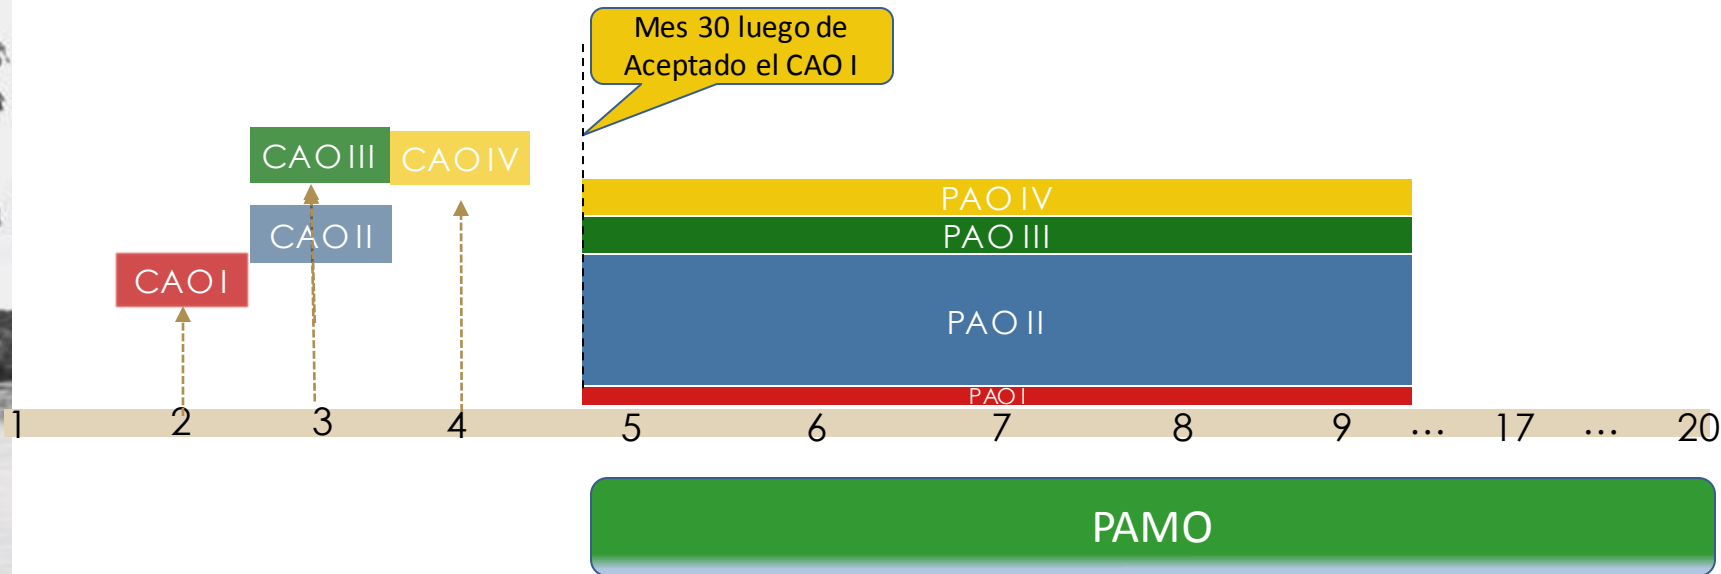 Mes 30 luego de
Aceptado el CAO I
CAO III
CAO IV
CAO II
CAO I
PAO IV
PAO III
PAO II
PAO I
1 2 3 4 5 6 7 8 9 ... 17 ... 20
PAMO